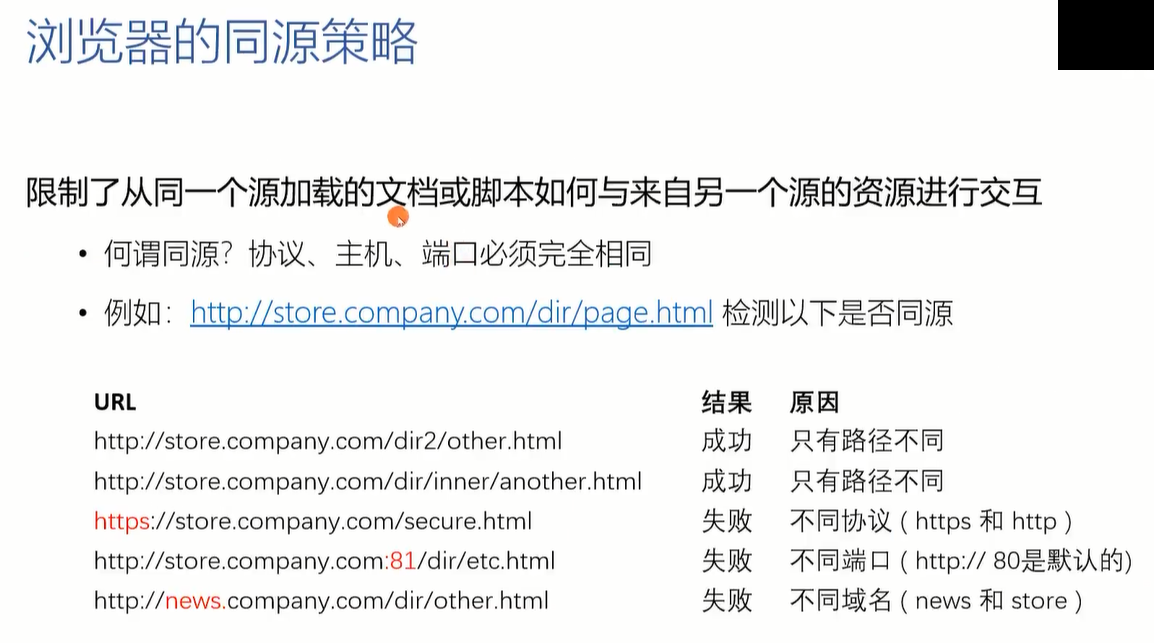 浏览器的同源策略
限制了从同一个源加载的文档或脚本如何与来自另一个源的资源进行交互
• 何谓同源？协议、主机、端口必须完全相同
• 例如：http://store.company.com/dir/page.html 检测以下是否同源
URL 结果 原因
http://store.company.com/dir2/other.html 成功 只有路径不同
http://store.company.com/dir/inner/another.html 成功 只有路径不同
https://store.company.com/secure.html 失败 不同协议 ( https 和 http )
http://store.company.com:81/dir/etc.html 失败 不同端口 ( http:// 80是默认的)
http://news.company.com/dir/other.html 失败 不同域名 ( news 和 store )